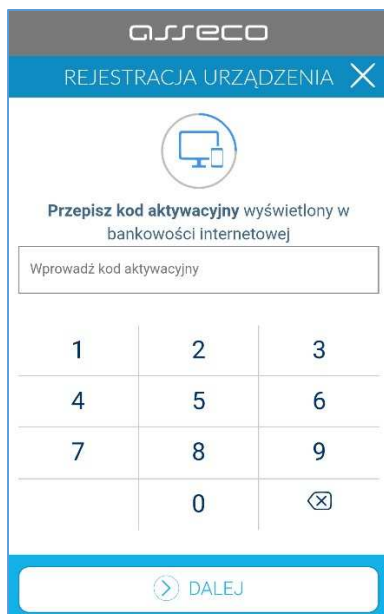 asseco
REJESTRACJA URZĄDZENIA
Przepisz kod aktywacyjny wyświetlony w
bankowości internetowej
Wprowadź kod aktywacyjny
1 2 3
4 5 6
7 8 9
0
DALEJ